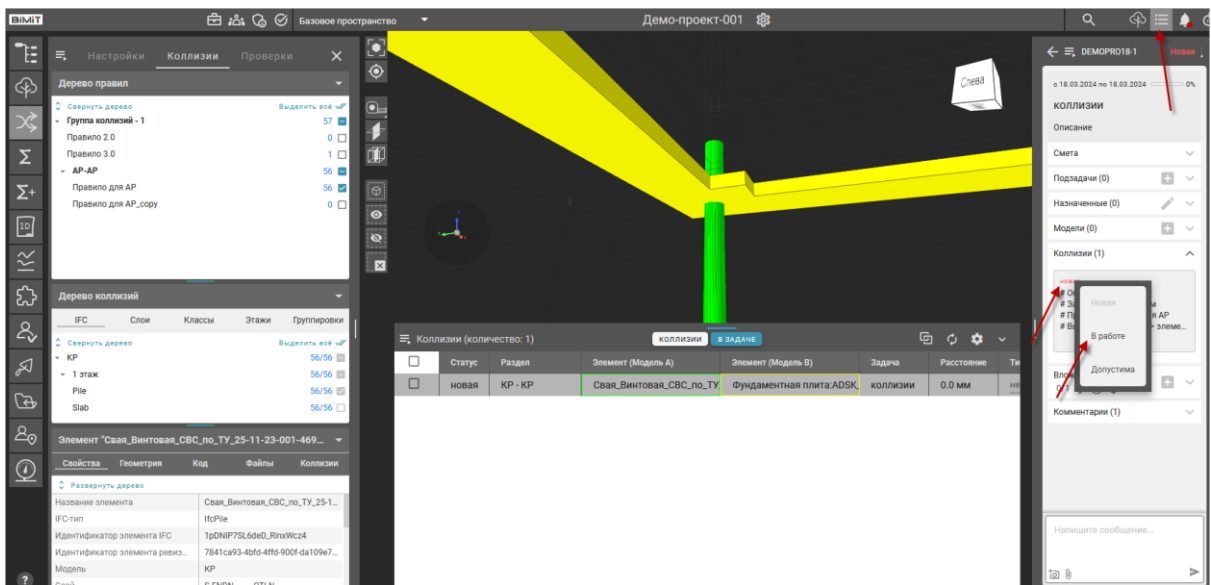 BIMIT
Базовое пространство
Демо-проект-001
Настройки Коллизии Проверки
Дерево правил
Свернуть дерево Выделить всё
Группа коллизий - 1 57
Правило 2.0 0
Правило 3.0 1
АР-АР 56
Правило для АР 56
Правило для АР_copy 0
Дерево коллизий
IFC Слои Классы Этажи Группировки
Свернуть дерево Выделить всё
КР 56/56
1 этаж 56/56
Pile 56/56
Slab 56/56
Элемент "Свая_Винтовая_СВС_по_ТУ_25-11-23-001-469...
Свойства Геометрия Код Файлы Коллизии
Развернуть дерево
Название элемента Свая_Винтовая_СВС_по_ТУ_25-1...
IFC-тип IfcPile
Идентификатор элемента IFC 1pDNIP7SL6deD_RinxWcz4
Идентификатор элемента ревиз... 7841ca93-4bfd-4ffd-900f-da109e7...
Модель КР
Слева
Коллизии (количество: 1) КОЛЛИЗИИ В ЗАДАЧЕ
Статус Раздел Элемент (Модель А) Элемент (Модель В) Задача Расстояние Ти
новая КР - КР Свая_Винтовая_СВС_по_ТУ Фундаментная плита:ADSK_ коллизии 0.0 мм не
DEMOPRO18-1 Новая
с 18.03.2024 по 18.03.2024 0%
коллизии
Описание
Смета
Подзадачи (0)
Назначенные (0)
Модели (0)
Коллизии (1)
Новая
В работе
Допустима
Комментарии (1)
Напишите сообщение...